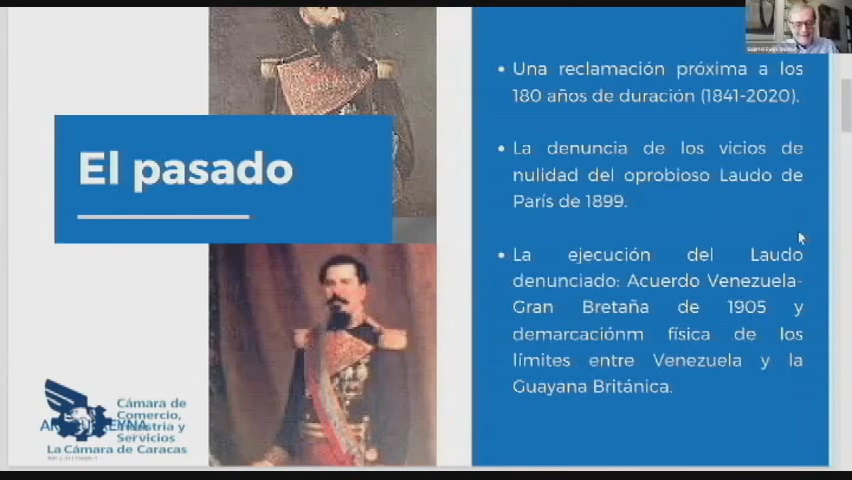 El pasado
Una reclamación próxima a los
180 años de duración (1841-2020).
La denuncia de los vicios de
nulidad del oprobioso Laudo de
París de 1899.
La ejecución del Laudo
denunciado: Acuerdo Venezuela-
Gran Bretaña de 1905 y
demarcaciónm física de los
límites entre Venezuela y la
Guayana Británica.
Cámara de
Comercio,
Industria y
Servicios
La Cámara de Caracas